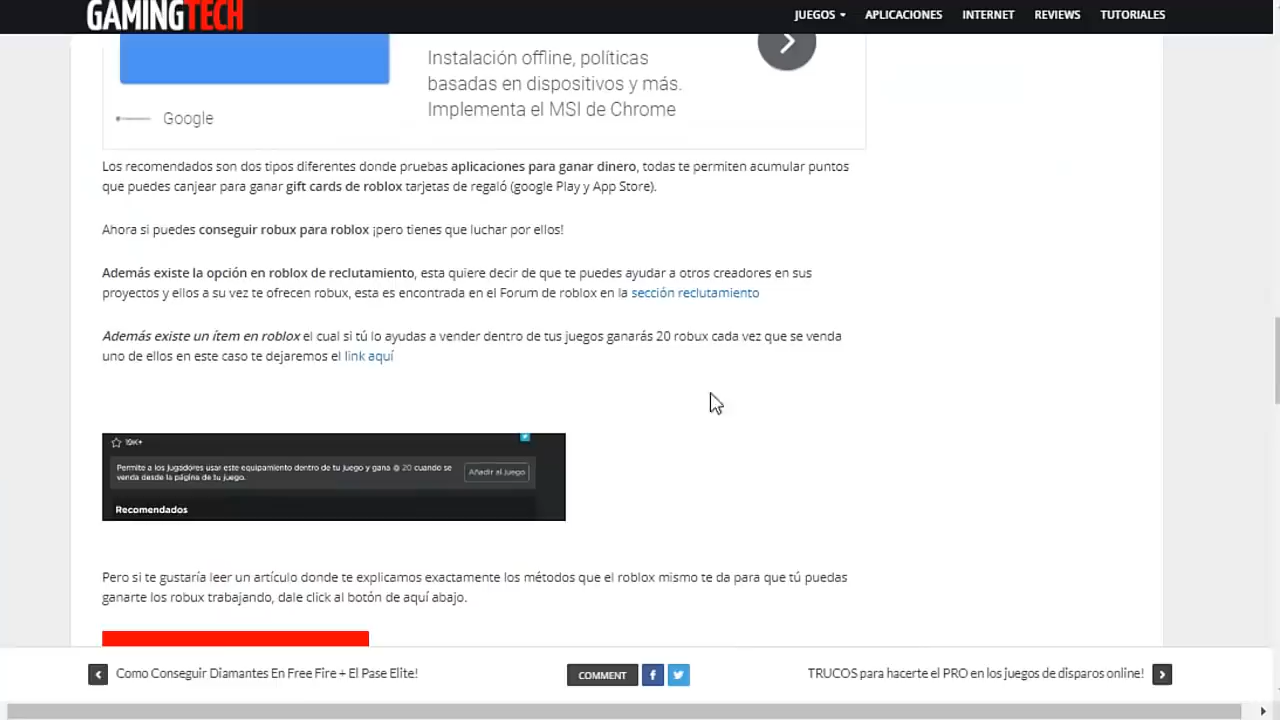 GAMINGTECH
JUEGOS APLICACIONES INTERNET REVIEWS TUTORIALES
Instalación offline, políticas
basadas en dispositivos y más.
Implementa el MSI de Chrome
Google
Los recomendados son dos tipos diferentes donde pruebas aplicaciones para ganar dinero, todas te permiten acumular puntos
que puedes canjear para ganar gift cards de roblox tarjetas de regaló (google Play y App Store).
Ahora si puedes conseguir robux para roblox ¡pero tienes que luchar por ellos!
Además existe la opción en roblox de reclutamiento, esta quiere decir de que te puedes ayudar a otros creadores en sus
proyectos y ellos a su vez te ofrecen robux, esta es encontrada en el Forum de roblox en la sección reclutamiento
Además existe un ítem en roblox el cual si tú lo ayudas a vender dentro de tus juegos ganarás 20 robux cada vez que se venda
uno de ellos en este caso te dejaremos el link aquí
19K+
Permite a los jugadores usar este equipamiento dentro de tu juego y gana 20 cuando se
venda desde la página de tu juego.
Añadir al juego
Recomendados
Pero si te gustaría leer un artículo donde te explicamos exactamente los métodos que el roblox mismo te da para que tú puedas
ganarte los robux trabajando, dale click al botón de aquí abajo.
Como Conseguir Diamantes En Free Fire + El Pase Elite!
COMMENT
TRUCOS para hacerte el PRO en los juegos de disparos online!